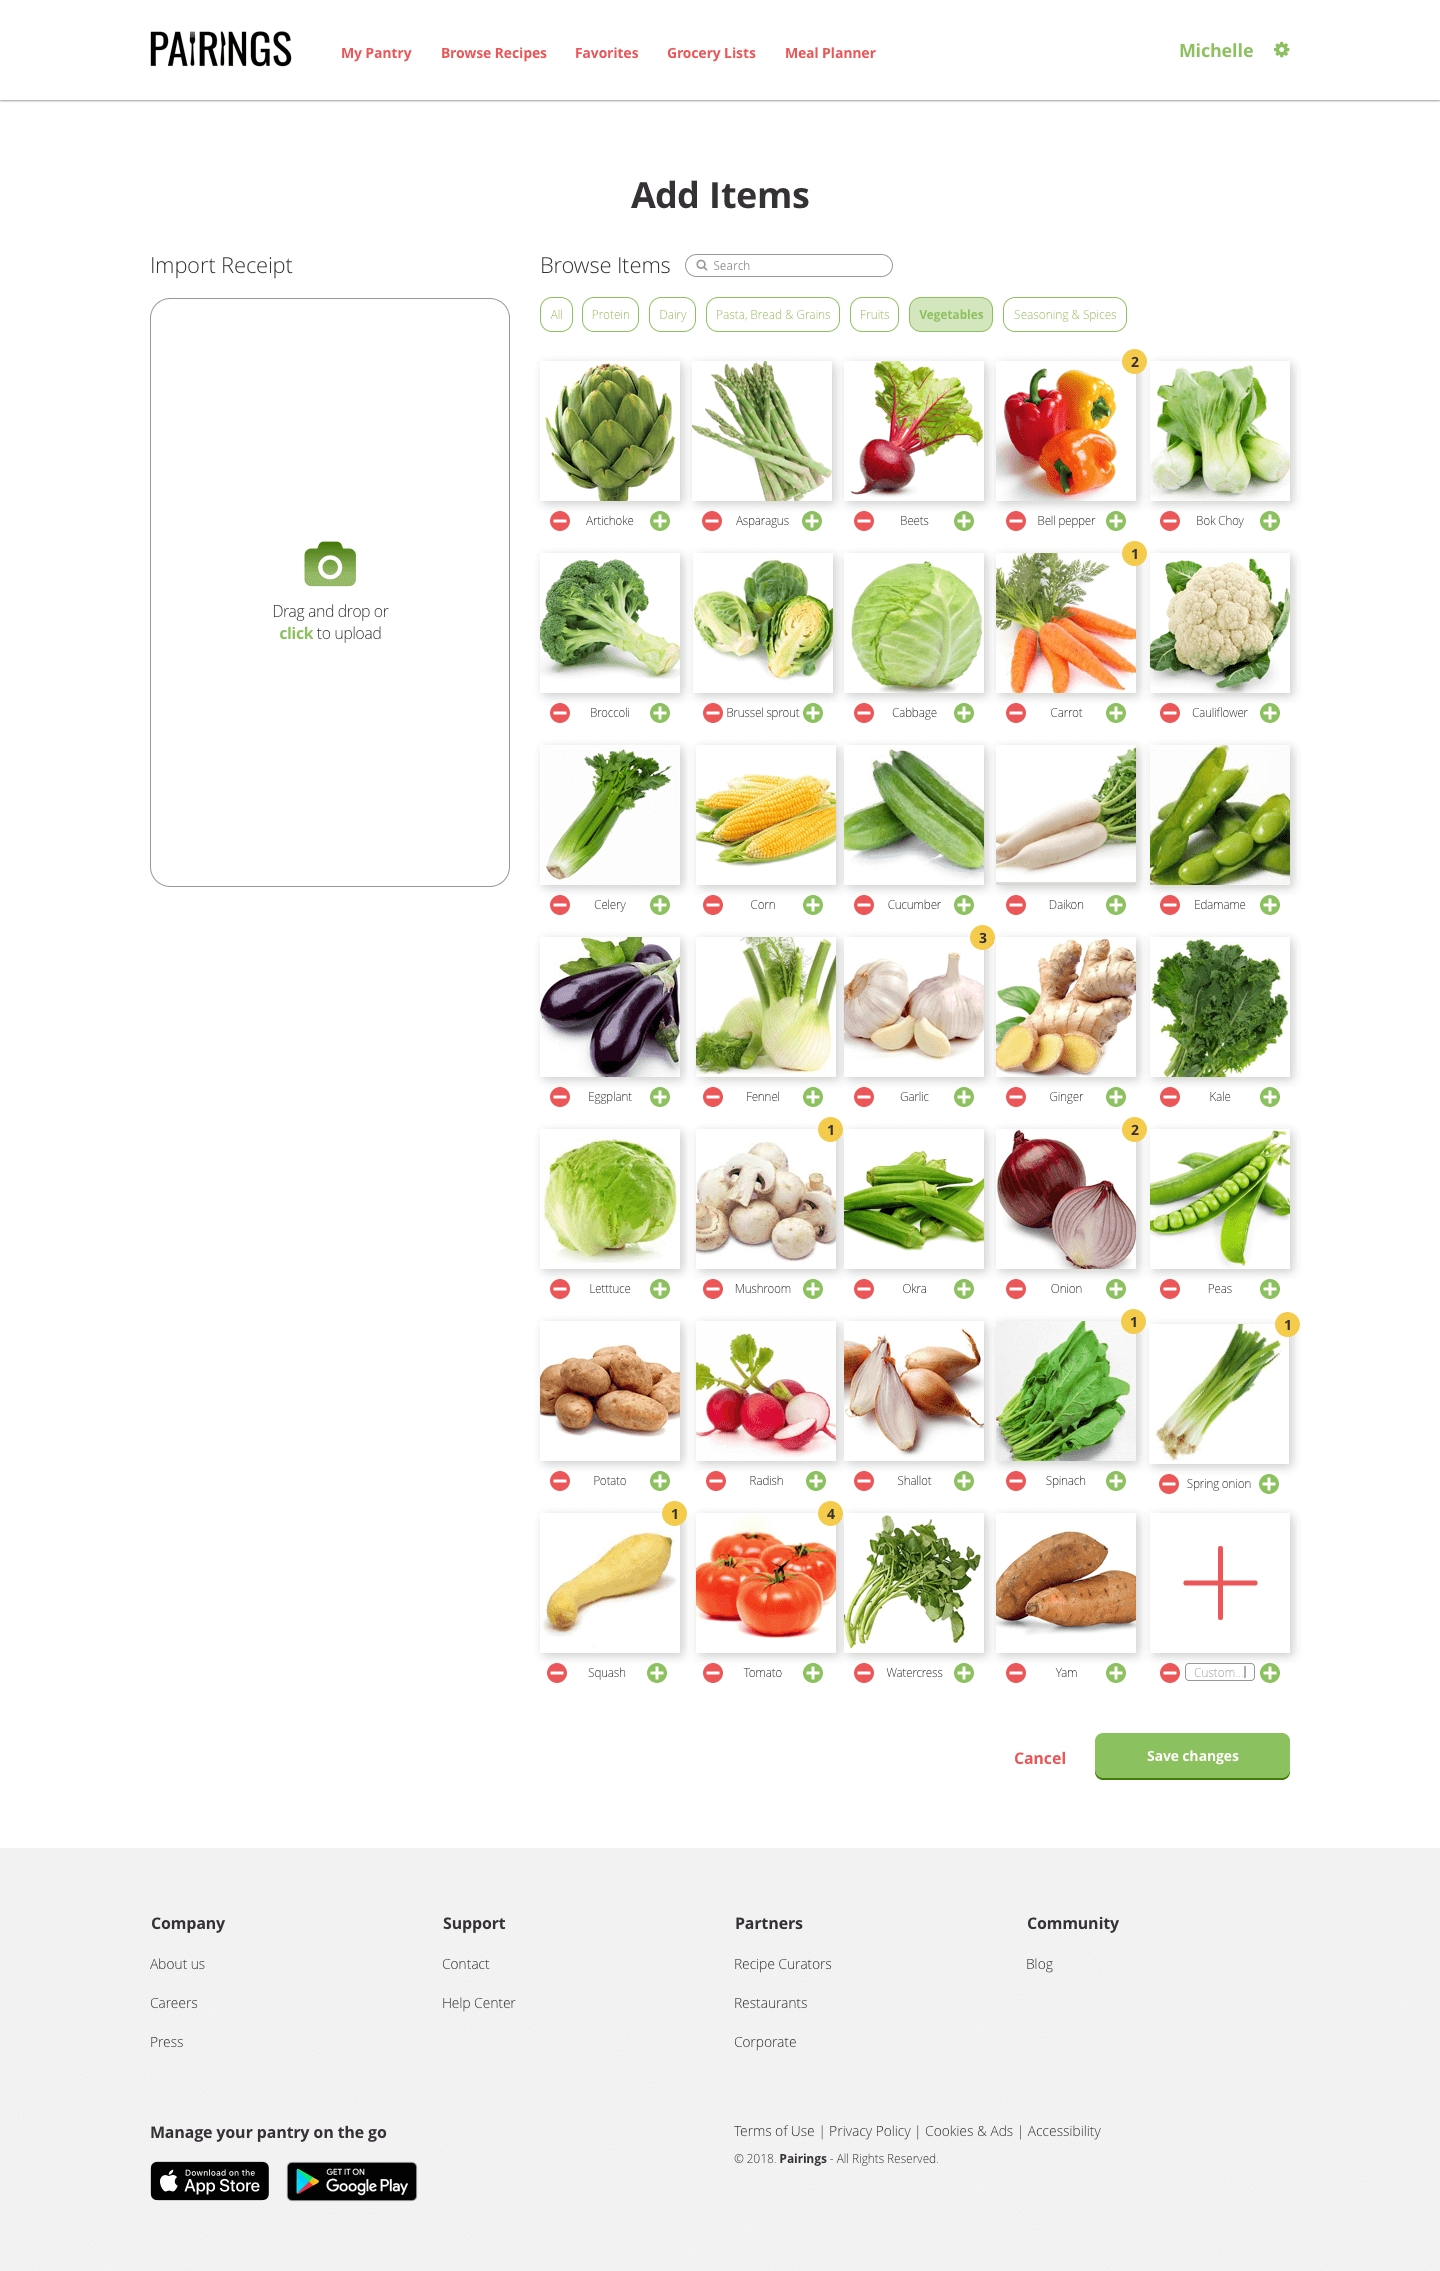 PAIRINGS
My Pantry Browse Recipes Favorites Grocery Lists Meal Planner
Michelle
Add Items
Import Receipt
Drag and drop or
click to upload
Browse Items
Search
All Protein Dairy Pasta, Bread & Grains Fruits Vegetables Seasoning & Spices
2
Artichoke Asparagus Beets Bell pepper Bok Choy
1
Broccoli Brussel sprout Cabbage Carrot Cauliflower
Celery Corn Cucumber Daikon Edamame
3
Eggplant Fennel Garlic Ginger Kale
1 2
Letttuce Mushroom Okra Onion Peas
1 1
Potato Radish Shallot Spinach Spring onion
1 4
Squash Tomato Watercress Yam Custom...
Cancel Save changes
Company
About us
Careers
Press
Support
Contact
Help Center
Partners
Recipe Curators
Restaurants
Corporate
Community
Blog
Manage your pantry on the go
Download on the
App Store
GET IT ON
Google Play
Terms of Use | Privacy Policy | Cookies & Ads | Accessibility
© 2018. Pairings - All Rights Reserved.